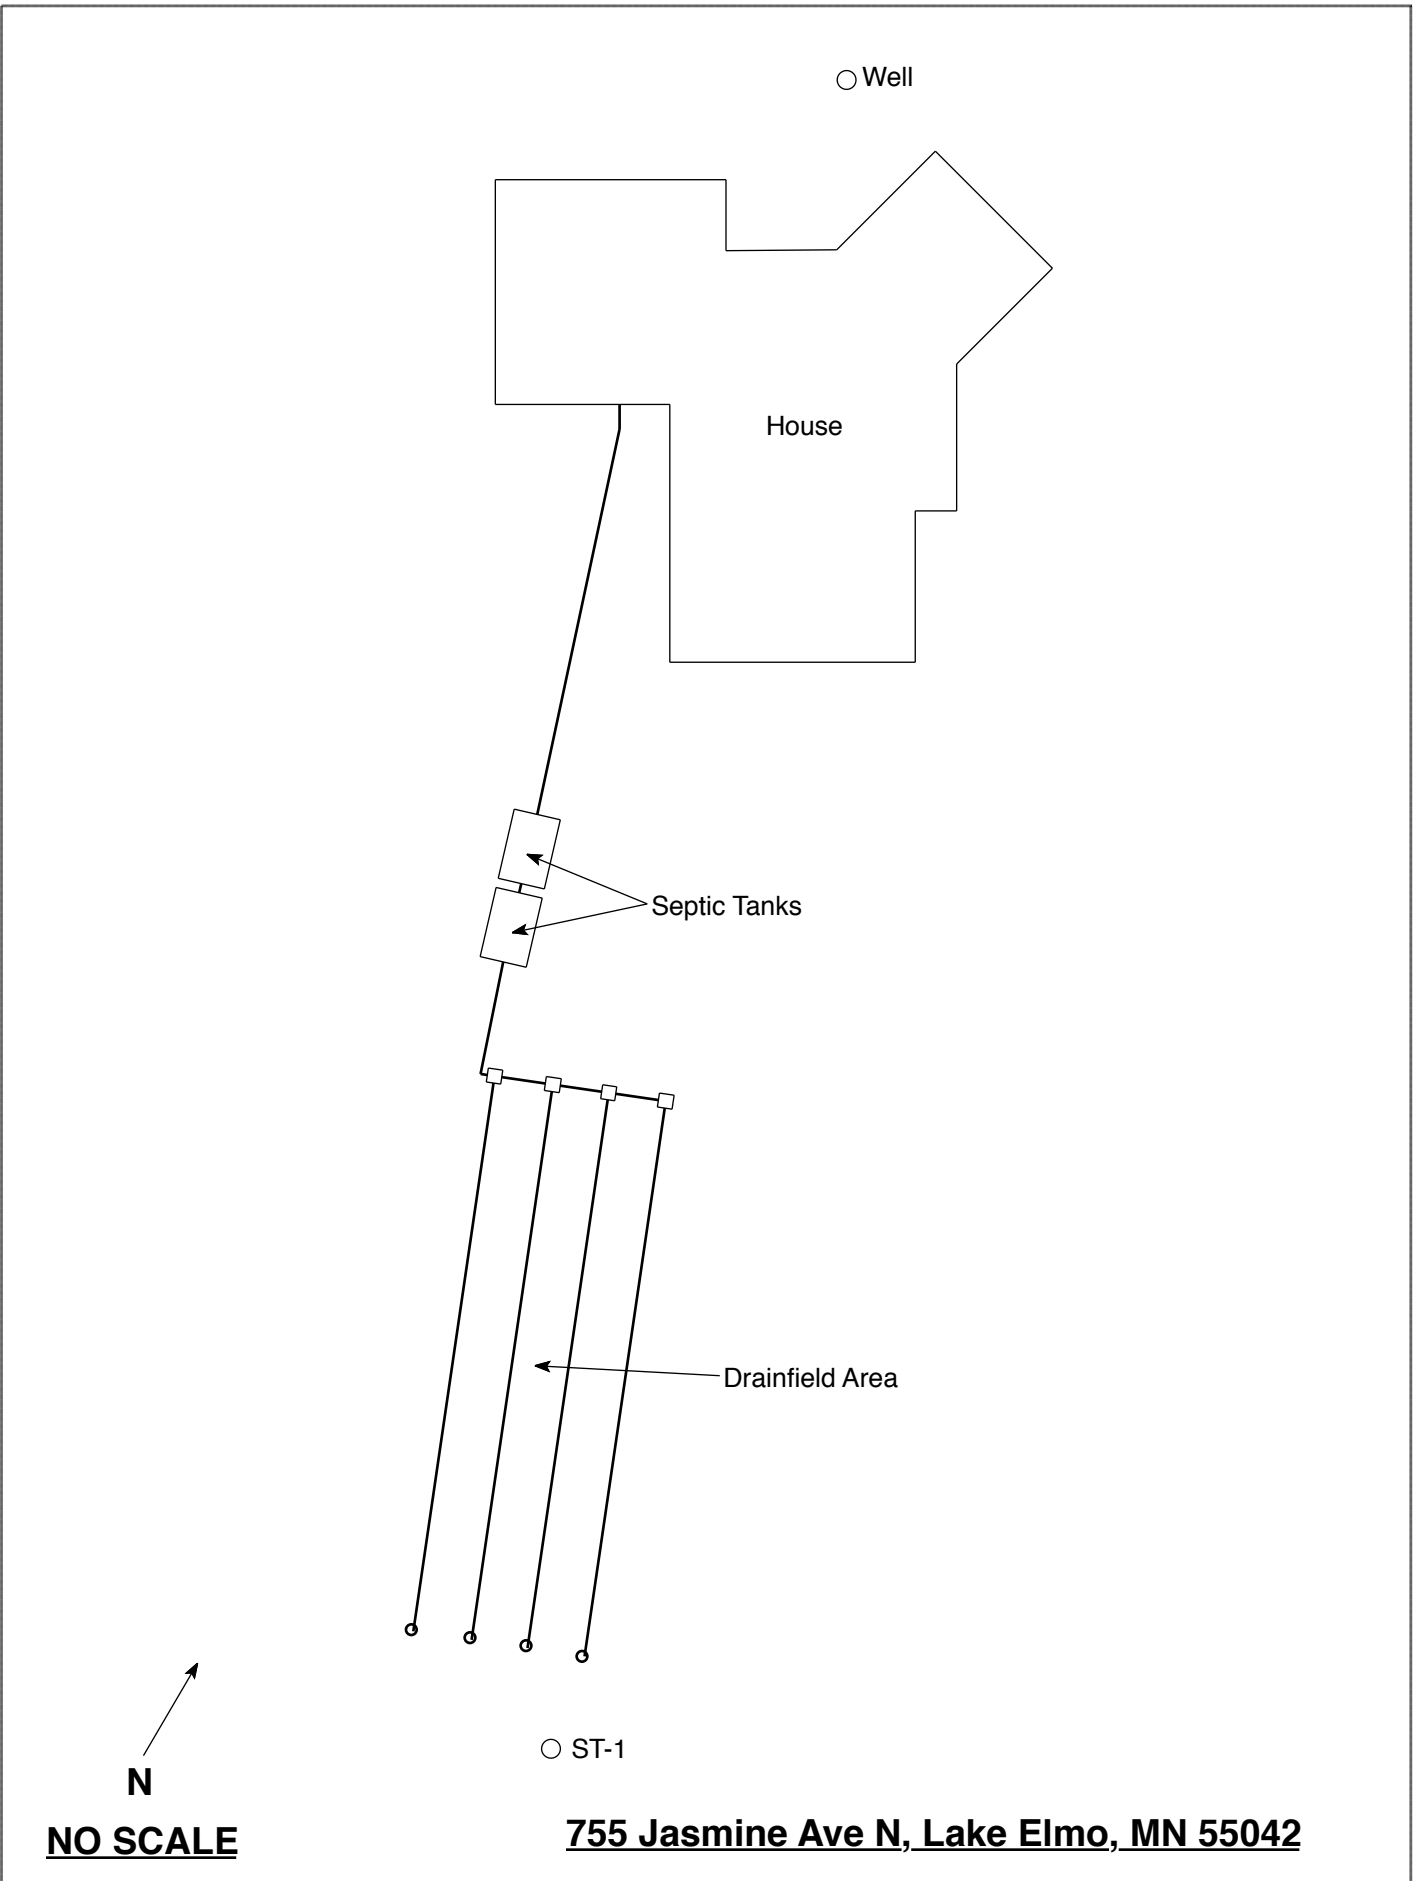 Well
House
Septic Tanks
Drainfield Area
ST-1
N
NO SCALE
755 Jasmine Ave N, Lake Elmo, MN 55042